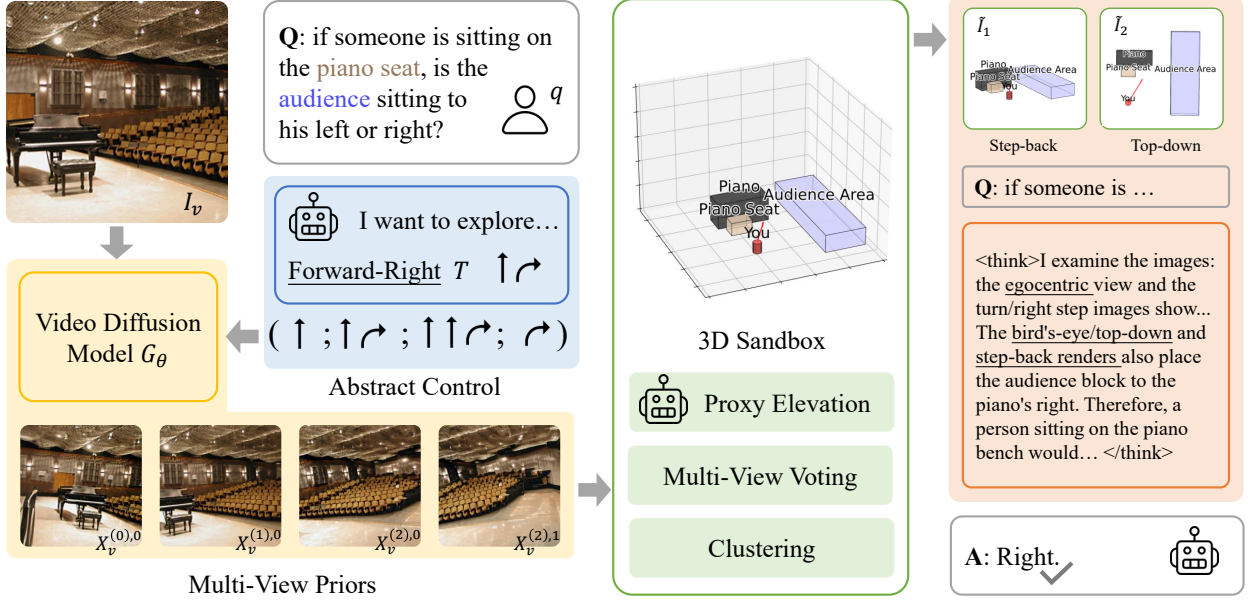 I_v
Q: if someone is sitting on
the piano seat, is the
audience sitting to
his left or right?
q
I want to explore…
Forward-Right T ↑↱
( ↑ ; ↑↱ ; ↑↑↱ ; ↱ )
Abstract Control
Video Diffusion
Model G_θ
X_v^{(0),0}
X_v^{(1),0}
X_v^{(2),0}
X_v^{(2),1}
Multi-View Priors
Piano
Audience Area
Piano Seat
You
3D Sandbox
Proxy Elevation
Multi-View Voting
Clustering
Ĩ_1
Piano
Audience Area
Piano Seat
You
Step-back
Ĩ_2
Piano
Piano Seat
Audience Area
You
Top-down
Q: if someone is …
<think>I examine the images:
the egocentric view and the
turn/right step images show...
The bird's-eye/top-down and
step-back renders also place
the audience block to the
piano's right. Therefore, a
person sitting on the piano
bench would… </think>
A: Right.